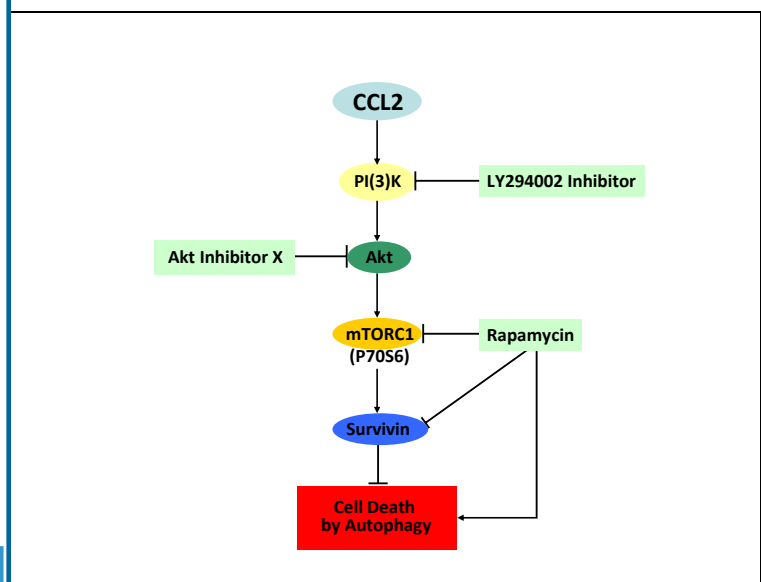 CCL2
PI(3)K
LY294002 Inhibitor
Akt Inhibitor X
Akt
mTORC1
(P70S6)
Rapamycin
Survivin
Cell Death
by Autophagy